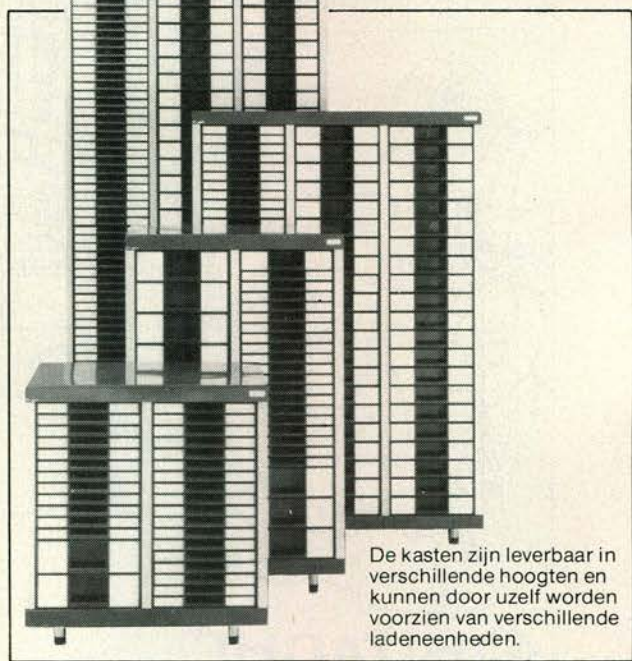 De kasten zijn leverbaar in
verschillende hoogten en
kunnen door uzelf worden
voorzien van verschillende
ladeneenheden.